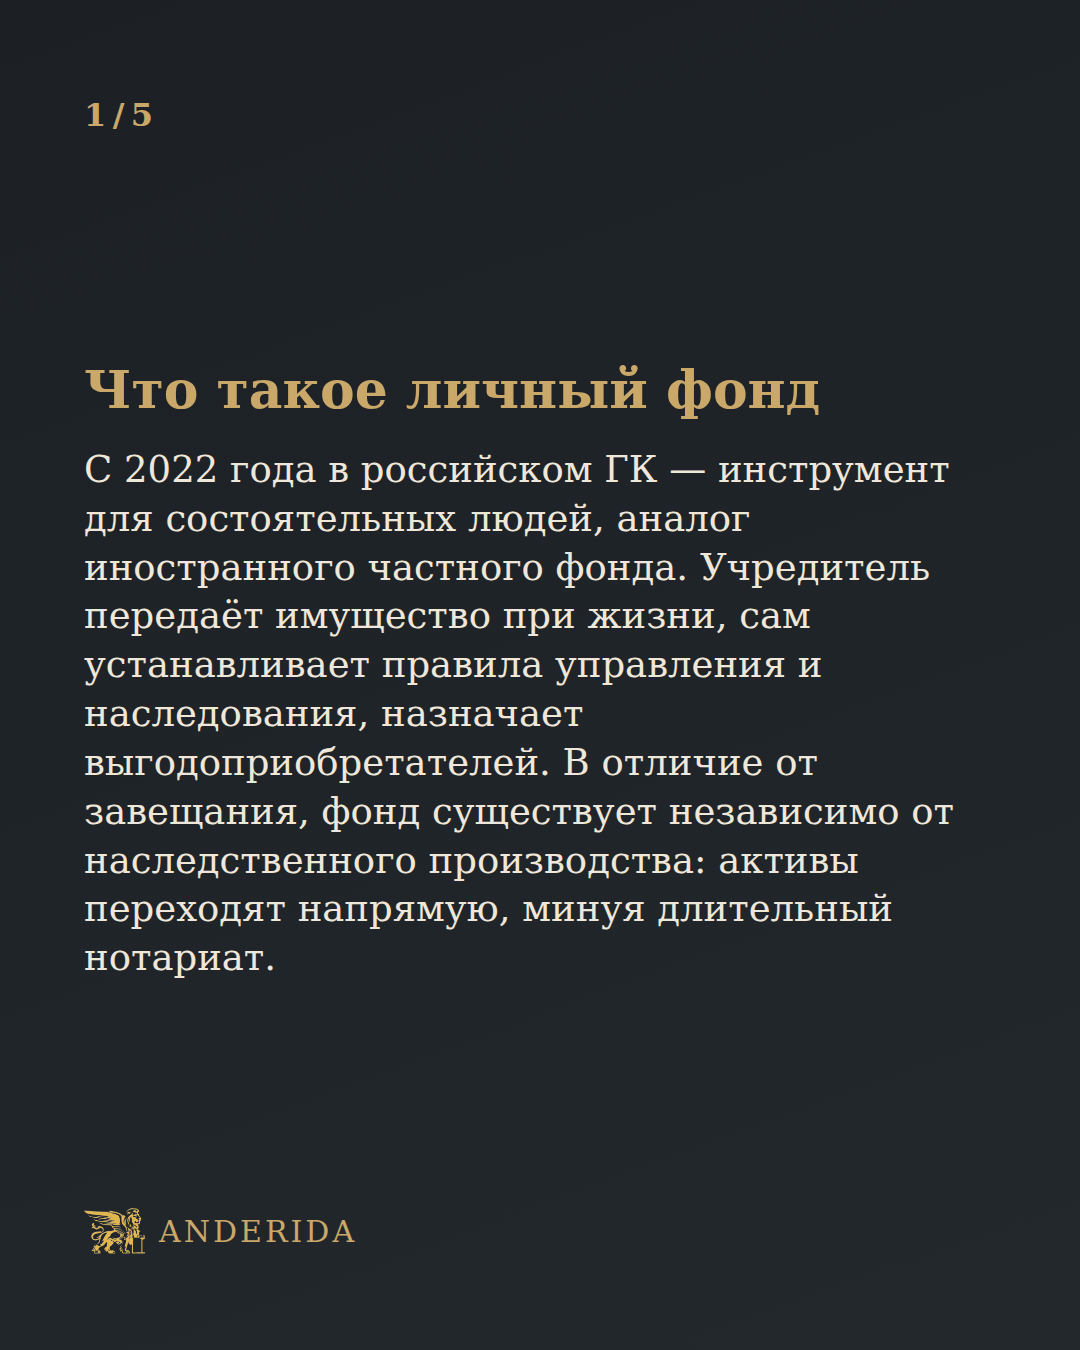 1/5
Что такое личный фонд
С 2022 года в российском ГК — инструмент
для состоятельных людей, аналог
иностранного частного фонда. Учредитель
передаёт имущество при жизни, сам
устанавливает правила управления и
наследования, назначает
выгодоприобретателей. В отличие от
завещания, фонд существует независимо от
наследственного производства: активы
переходят напрямую, минуя длительный
нотариат.
ANDERIDA